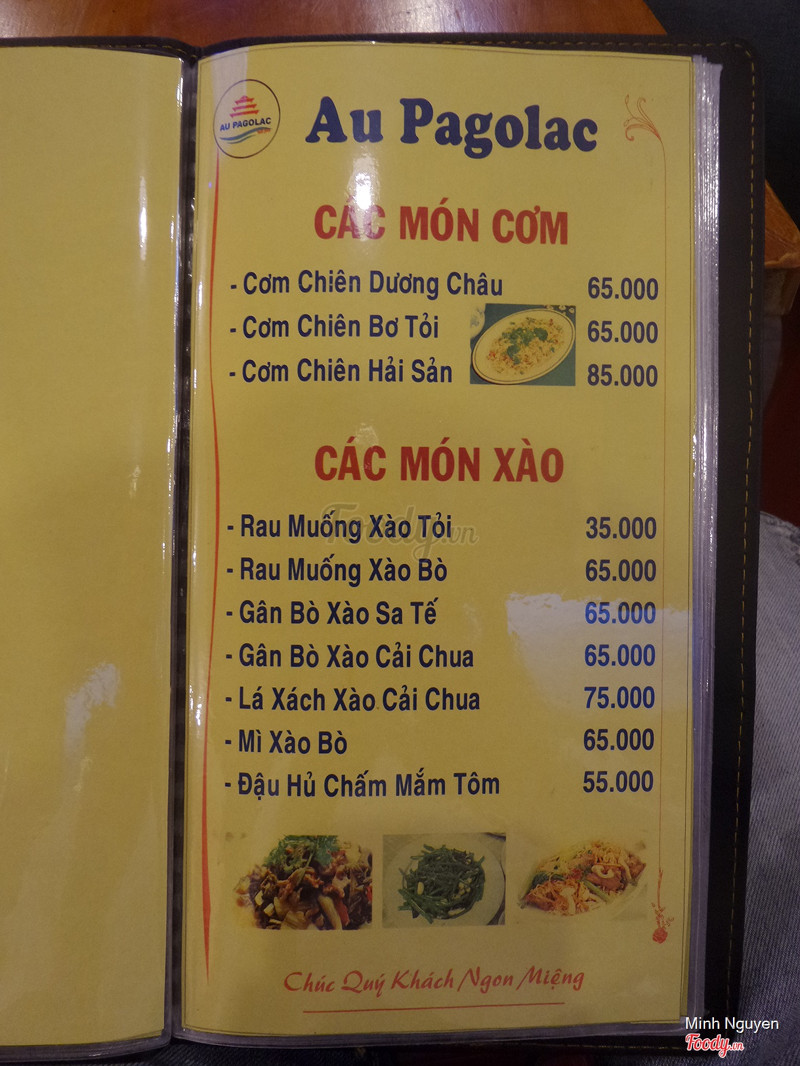 AU PAGOLAC
Au Pagolac
CÁC MÓN CƠM
- Cơm Chiên Dương Châu 65.000
- Cơm Chiên Bơ Tỏi 65.000
- Cơm Chiên Hải Sản 85.000
CÁC MÓN XÀO
- Rau Muống Xào Tỏi 35.000
- Rau Muống Xào Bò 65.000
- Gân Bò Xào Sa Tế 65.000
- Gân Bò Xào Cải Chua 65.000
- Lá Xách Xào Cải Chua 75.000
- Mì Xào Bò 65.000
- Đậu Hủ Chấm Mắm Tôm 55.000
Foody.vn
Chúc Quý Khách Ngon Miệng
Minh Nguyen
Foody.vn